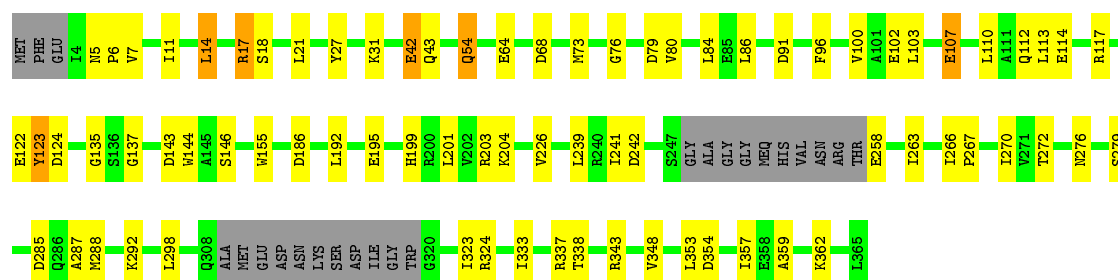 MET PHE GLU I4 N5 P6 V7 I11 L14 R17 S18 L21 Y27 K31 E42 Q43 Q54 E64 D68 M73 G76 D79 V80 L84 E85 L86 D91 F96 V100 A101 E102 L103 E107 L110 A111 Q112 L113 E114 R117
E122 Y123 D124 G135 S136 G137 D143 W144 A145 S146 W155 D186 L192 E195 H199 R200 L201 V202 R203 K204 V226 L239 R240 I241 D242 S247 GLY ALA GLY GLY MEQ HIS VAL ASN ARG THR E258 I263 I266 P267 I270 V271 T272 N276 S279
D285 Q286 A287 M288 K292 L298 Q308 ALA MET GLU ASP ASN LYS SER ASP ILE GLY TRP G320 I323 R324 I333 R337 T338 R343 V348 L353 D354 I357 E358 A359 K362 L365